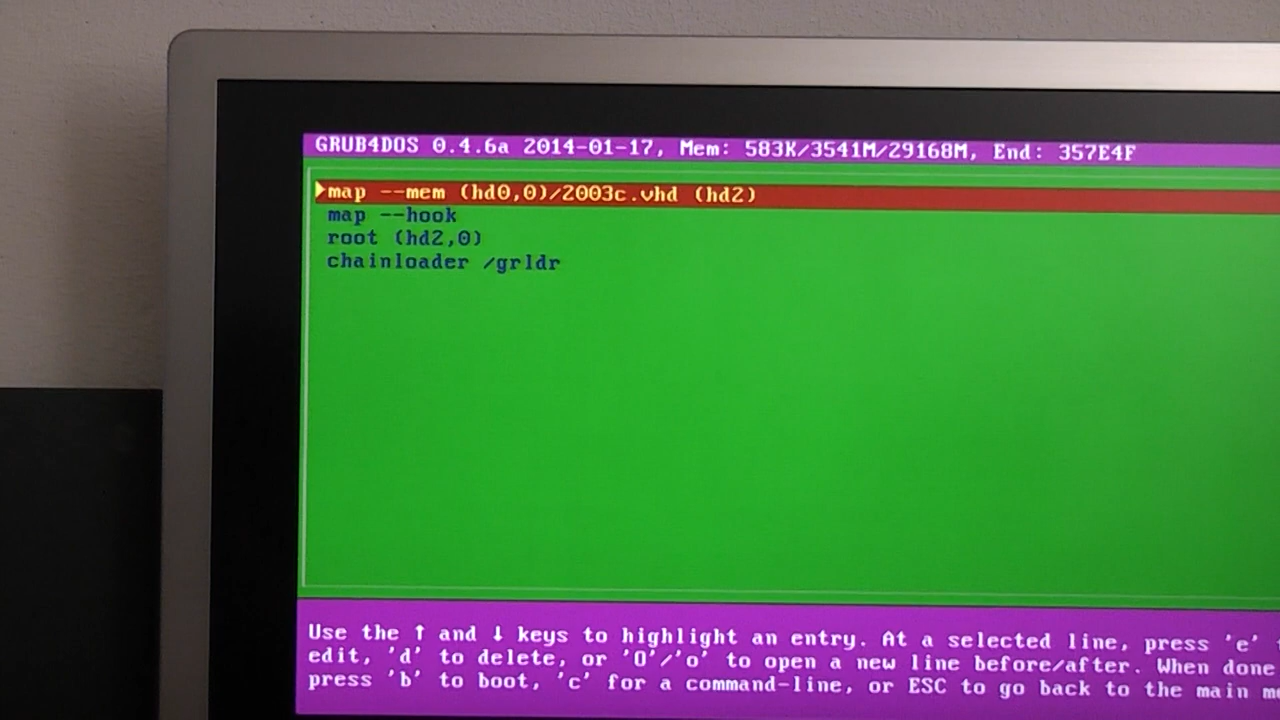 GRUB4DOS 0.4.6a 2014-01-17, Mem: 583K/3541M/29168M, End: 357E4F
map --mem (hd0,0)/2003c.vhd (hd2)
map --hook
root (hd2,0)
chainloader /grldr
Use the ↑ and ↓ keys to highlight an entry. At a selected line, press 'e'
edit, 'd' to delete, or 'O'/'o' to open a new line before/after. When done
press 'b' to boot, 'c' for a command-line, or ESC to go back to the main